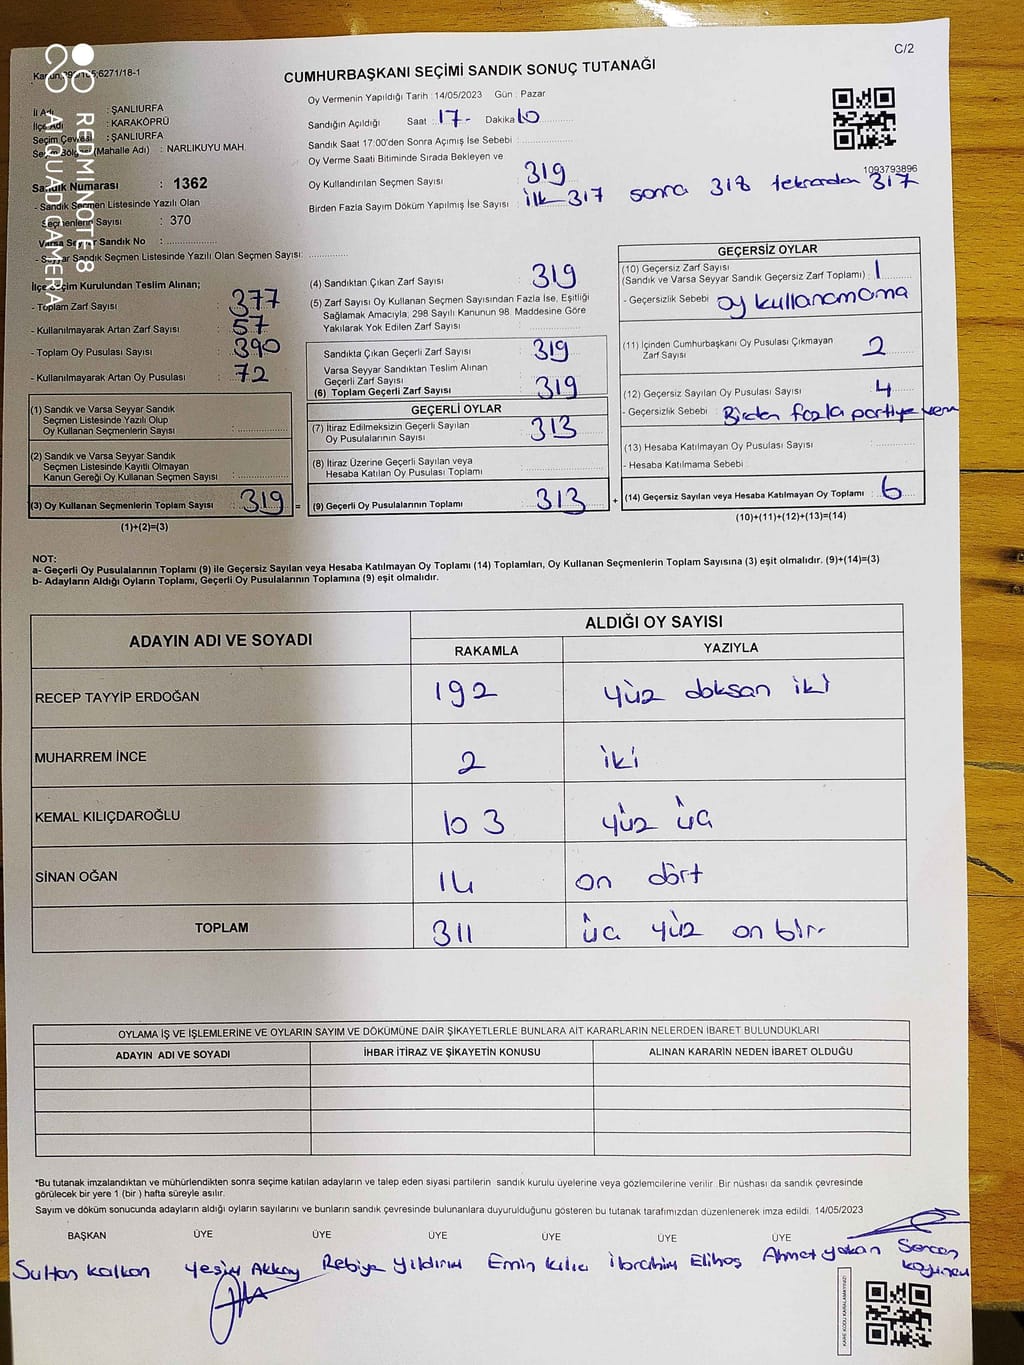 C/2
CUMHURBAŞKANI SEÇİMİ SANDIK SONUÇ TUTANAĞI
İl Adı : ŞANLIURFA
İlçe Adı : KARAKÖPRÜ
Seçim Çevresi : ŞANLIURFA
Seçim Bölgesi (Mahalle Adı) : NARLIKUYU MAH.
Sandık Numarası : 1362
- Sandık Seçmen Listesinde Yazılı Olan
Seçmenlerin Sayısı : 370
Varsa Seyyar Sandık No :
- Seyyar Sandık Seçmen Listesinde Yazılı Olan Seçmen Sayısı:
Oy Vermenin Yapıldığı Tarih : 14/05/2023 Gün : Pazar
Sandığın Açıldığı Saat : 17- Dakika 10
Sandık Saat 17:00'den Sonra Açımış İse Sebebi :
Oy Verme Saati Bitiminde Sırada Bekleyen ve
Oy Kullandırılan Seçmen Sayısı : 319
Birden Fazla Sayım Döküm Yapılmış İse Sayısı : ilk 317 sonra 318 tekrardan 317
1093793896
İlçe Seçim Kurulundan Teslim Alınan;
- Toplam Zarf Sayısı : 377
- Kullanılmayarak Artan Zarf Sayısı : 57
- Toplam Oy Pusulası Sayısı : 390
- Kullanılmayarak Artan Oy Pusulası : 72
(1) Sandık ve Varsa Seyyar Sandık
Seçmen Listesinde Yazılı Olup
Oy Kullanan Seçmenlerin Sayısı :
(2) Sandık ve Varsa Seyyar Sandık
Seçmen Listesinde Kayıtlı Olmayan
Kanun Gereği Oy Kullanan Seçmen Sayısı :
(3) Oy Kullanan Seçmenlerin Toplam Sayısı : 319 =
(1)+(2)=(3)
(4) Sandıktan Çıkan Zarf Sayısı : 319
(5) Zarf Sayısı Oy Kullanan Seçmen Sayısından Fazla İse, Eşitliği
Sağlamak Amacıyla, 298 Sayılı Kanunun 98. Maddesine Göre
Yakılarak Yok Edilen Zarf Sayısı :
Sandıkta Çıkan Geçerli Zarf Sayısı : 319
Varsa Seyyar Sandıktan Teslim Alınan
Geçerli Zarf Sayısı :
(6) Toplam Geçerli Zarf Sayısı : 319
GEÇERLİ OYLAR
(7) İtiraz Edilmeksizin Geçerli Sayılan
Oy Pusulalarının Sayısı : 313
(8) İtiraz Üzerine Geçerli Sayılan veya
Hesaba Katılan Oy Pusulası Toplamı :
(9) Geçerli Oy Pusulalarının Toplamı : 313 +
GEÇERSİZ OYLAR
(10) Geçersiz Zarf Sayısı
(Sandık ve Varsa Seyyar Sandık Geçersiz Zarf Toplamı) : 1
- Geçersizlik Sebebi : oy kullanamama
(11) İçinden Cumhurbaşkanı Oy Pusulası Çıkmayan
Zarf Sayısı : 2
(12) Geçersiz Sayılan Oy Pusulası Sayısı : 4
- Geçersizlik Sebebi : Birden fazla partiye
(13) Hesaba Katılmayan Oy Pusulası Sayısı :
- Hesaba Katılmama Sebebi :
(14) Geçersiz Sayılan veya Hesaba Katılmayan Oy Toplamı : 6
(10)+(11)+(12)+(13)=(14)
NOT:
a- Geçerli Oy Pusulalarının Toplamı (9) ile Geçersiz Sayılan veya Hesaba Katılmayan Oy Toplamı (14) Toplamları, Oy Kullanan Seçmenlerin Toplam Sayısına (3) eşit olmalıdır. (9)+(14)=(3)
b- Adayların Aldığı Oyların Toplamı, Geçerli Oy Pusulalarının Toplamına (9) eşit olmalıdır.
ADAYIN ADI VE SOYADI ALDIĞI OY SAYISI
RAKAMLA YAZIYLA
RECEP TAYYİP ERDOĞAN 192 yüz doksan iki
MUHARREM İNCE 2 iki
KEMAL KILIÇDAROĞLU 103 yüz üç
SİNAN OĞAN 14 on dört
TOPLAM 311 üç yüz on bir
OYLAMA İŞ VE İŞLEMLERİNE VE OYLARIN SAYIM VE DÖKÜMÜNE DAİR ŞİKAYETLERLE BUNLARA AİT KARARLARIN NELERDEN İBARET BULUNDUKLARI
ADAYIN ADI VE SOYADI İHBAR İTİRAZ VE ŞİKAYETİN KONUSU ALINAN KARARIN NEDEN İBARET OLDUĞU
*Bu tutanak imzalandıktan ve mühürlendikten sonra seçime katılan adayların ve talep eden siyasi partilerin sandık kurulu üyelerine veya gözlemcilerine verilir. Bir nüshası da sandık çevresinde
görülecek bir yere 1 (bir) hafta süreyle asılır.
Sayım ve döküm sonucunda adayların aldığı oyların sayılarını ve bunların sandık çevresinde bulunanlara duyurulduğunu gösteren bu tutanak tarafımızdan düzenlenerek imza edildi. 14/05/2023
BAŞKAN ÜYE ÜYE ÜYE ÜYE ÜYE ÜYE
Sultan Kalkan Yeşim Akkoy Rebiye Yıldırım Emin Kılıç İbrahim Elihoş Ahmet yakan Sercan
KARE KODU KARALAMAYINIZ!
REDMI NOTE 8
AI QUAD CAMERA